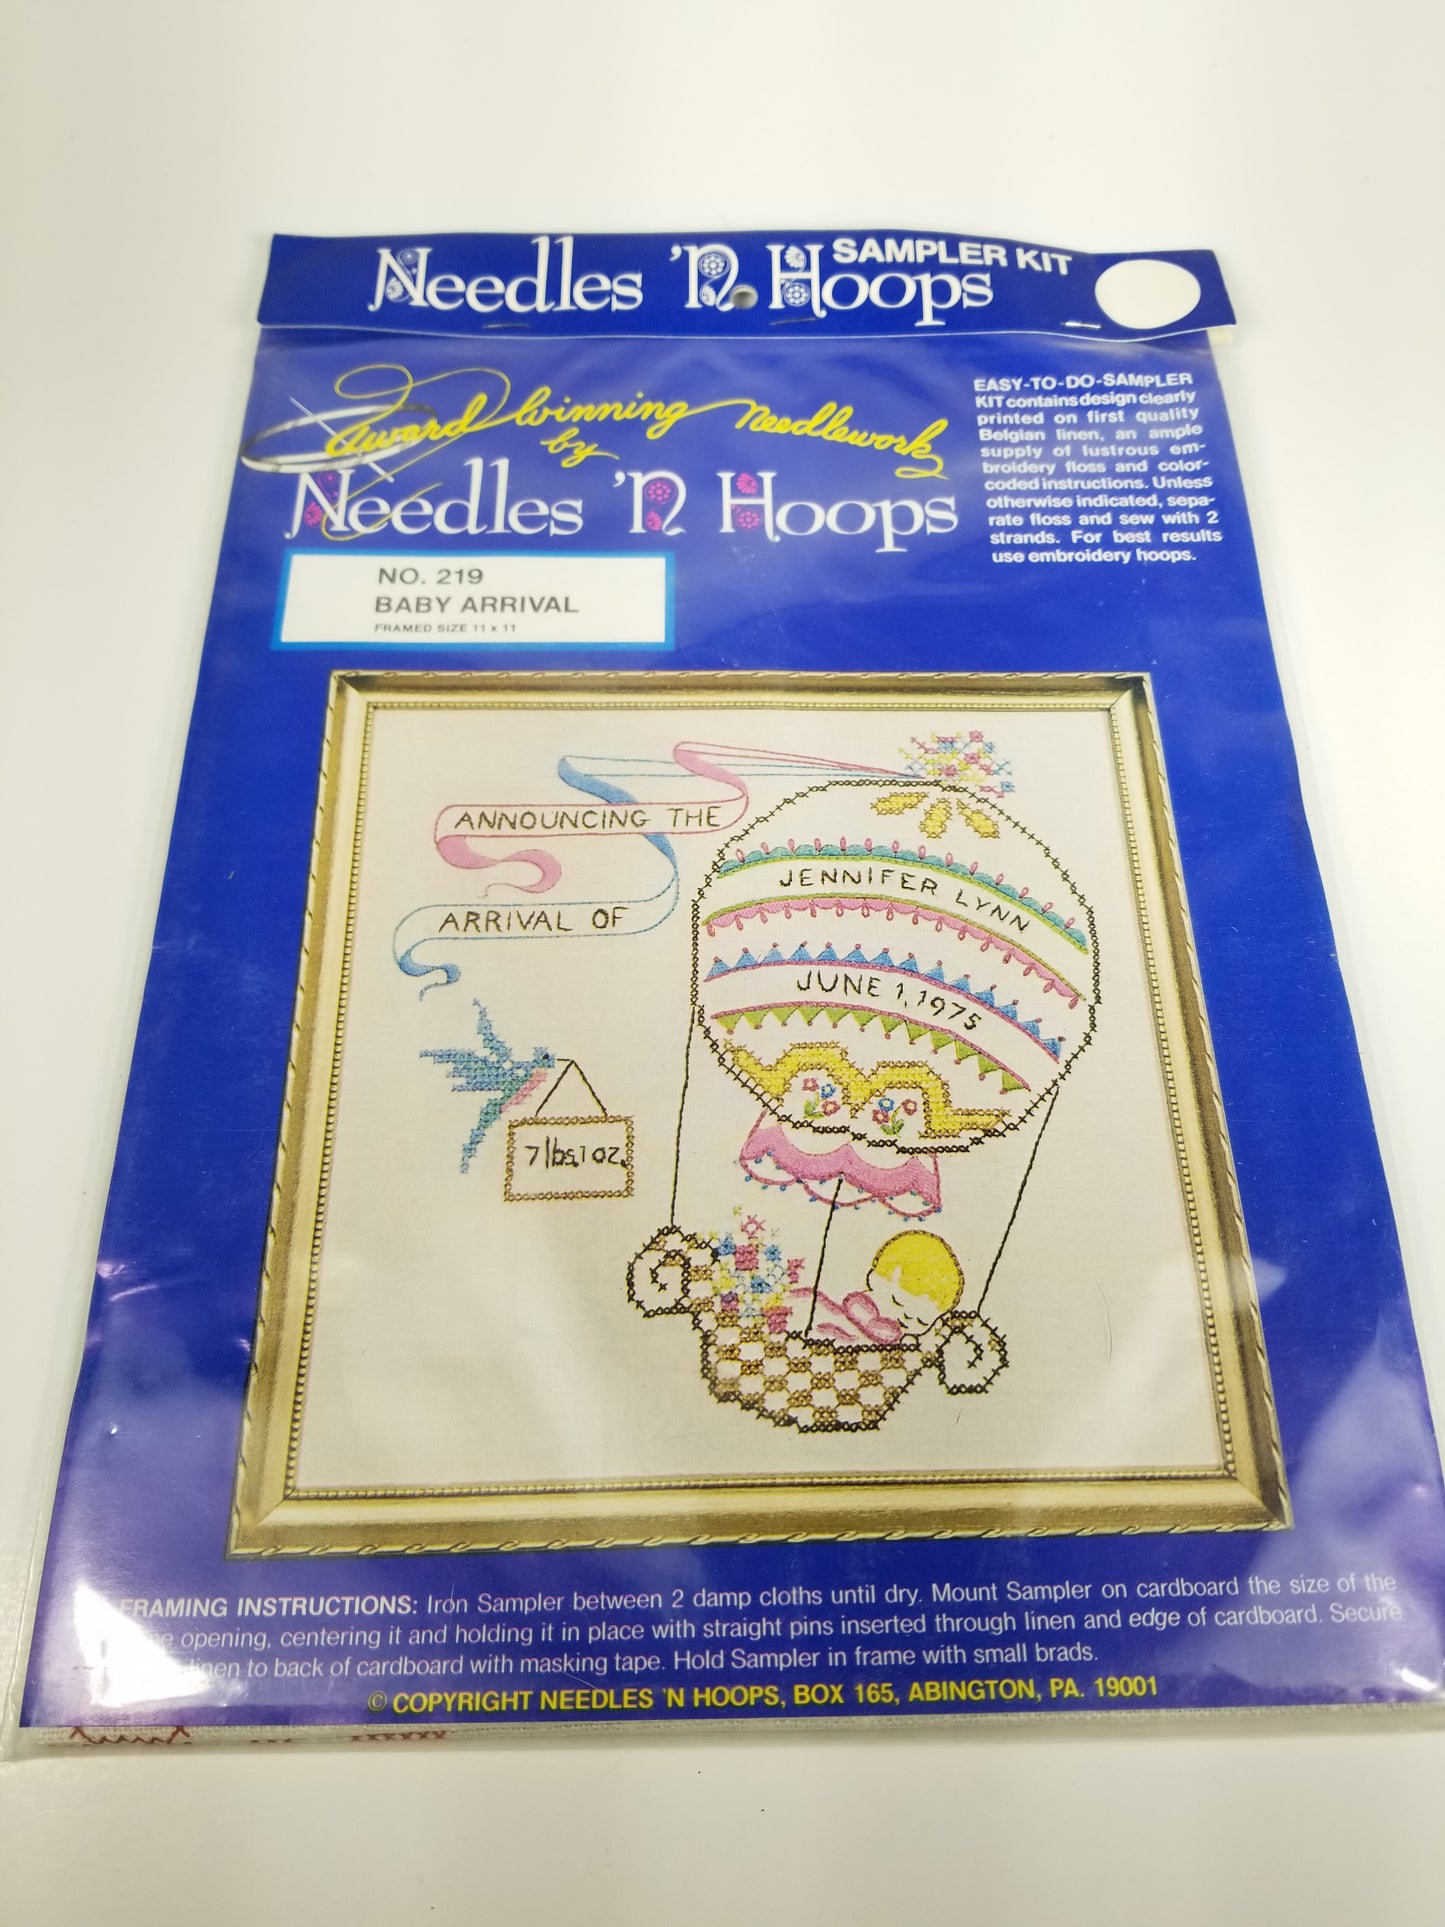 Needles 'N Hoops SAMPLER KIT
award winning needlework
by
Needles 'N Hoops
EASY-TO-DO-SAMPLER
KIT contains design clearly
printed on first quality
Belgian linen, an ample
supply of lustrous em-
broidery floss and color-
coded instructions. Unless
otherwise indicated, sepa-
rate floss and sew with 2
strands. For best results
use embroidery hoops.
NO. 219
BABY ARRIVAL
FRAMED SIZE 11 x 11
ANNOUNCING THE
ARRIVAL OF
JENNIFER LYNN
JUNE 1, 1975
7 lbs. 1 oz.
FRAMING INSTRUCTIONS: Iron Sampler between 2 damp cloths until dry. Mount Sampler on cardboard the size of the
opening, centering it and holding it in place with straight pins inserted through linen and edge of cardboard. Secure
linen to back of cardboard with masking tape. Hold Sampler in frame with small brads.
© COPYRIGHT NEEDLES 'N HOOPS, BOX 165, ABINGTON, PA. 19001